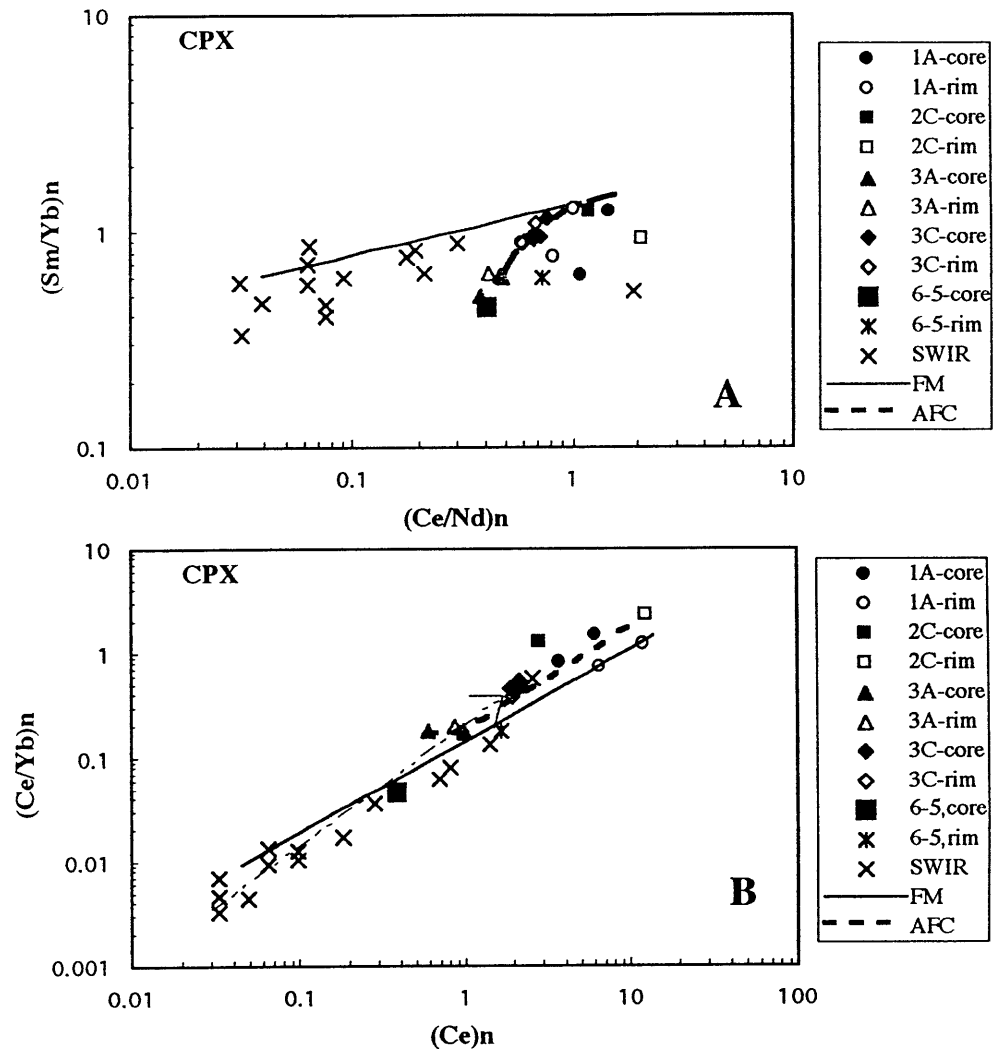 CPX
10
1
0.1
(Sm/Yb)n
0.01
0.1
1
10
(Ce/Nd)n
A
1A-core
1A-rim
2C-core
2C-rim
3A-core
3A-rim
3C-core
3C-rim
6-5-core
6-5-rim
SWIR
FM
AFC
CPX
10
1
0.1
0.01
0.001
(Ce/Yb)n
0.01
0.1
1
10
100
(Ce)n
B
1A-core
1A-rim
2C-core
2C-rim
3A-core
3A-rim
3C-core
3C-rim
6-5,core
6-5,rim
SWIR
FM
AFC